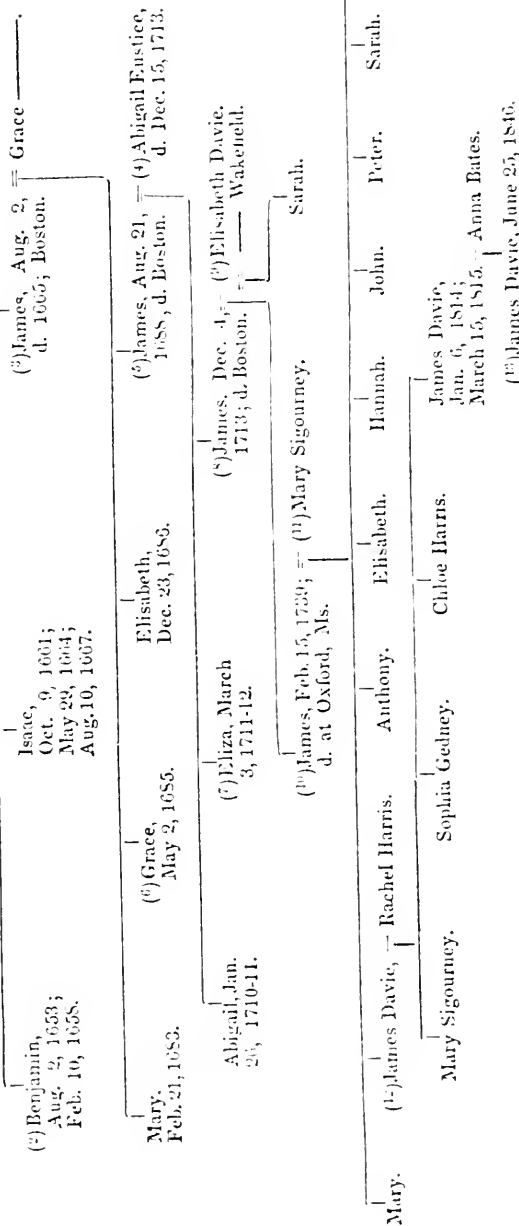 (2)Benjamin,
Aug. 2, 1653;
Feb. 10, 1658.
Isaac,
Oct. 9, 1661;
May 29, 1664;
Aug. 10, 1667.
(3)James, Aug. 2, = Grace ———.
d. 1665; Boston.
Mary.
Feb. 21, 1683.
(6)Grace,
May 2, 1685.
Elisabeth,
Dec. 23, 1686.
(5)James, Aug. 21, = (4)Abigail Eustice,
1688, d. Boston. d. Dec. 15, 1713.
Abigail, Jan.
26, 1710-11.
(7)Eliza, March
3, 1711-12.
(8)James. Dec. 4, = (9)Elisabeth Davie.
1713; d. Boston. = —— Wakefield.
(10)James, Feb. 15, 1739; = (11)Mary Sigourney.
d. at Oxford, Ms.
Sarah.
Mary.
(12)James Davie, = Rachel Harris.
Anthony.
Elisabeth.
Hannah.
John.
Peter.
Sarah.
Mary Sigourney.
Sophia Gedney.
Chloe Harris.
James Davie,
Jan. 6, 1814;
March 15, 1815. = Anna Bates.
(13)James Davie, June 25, 1846.